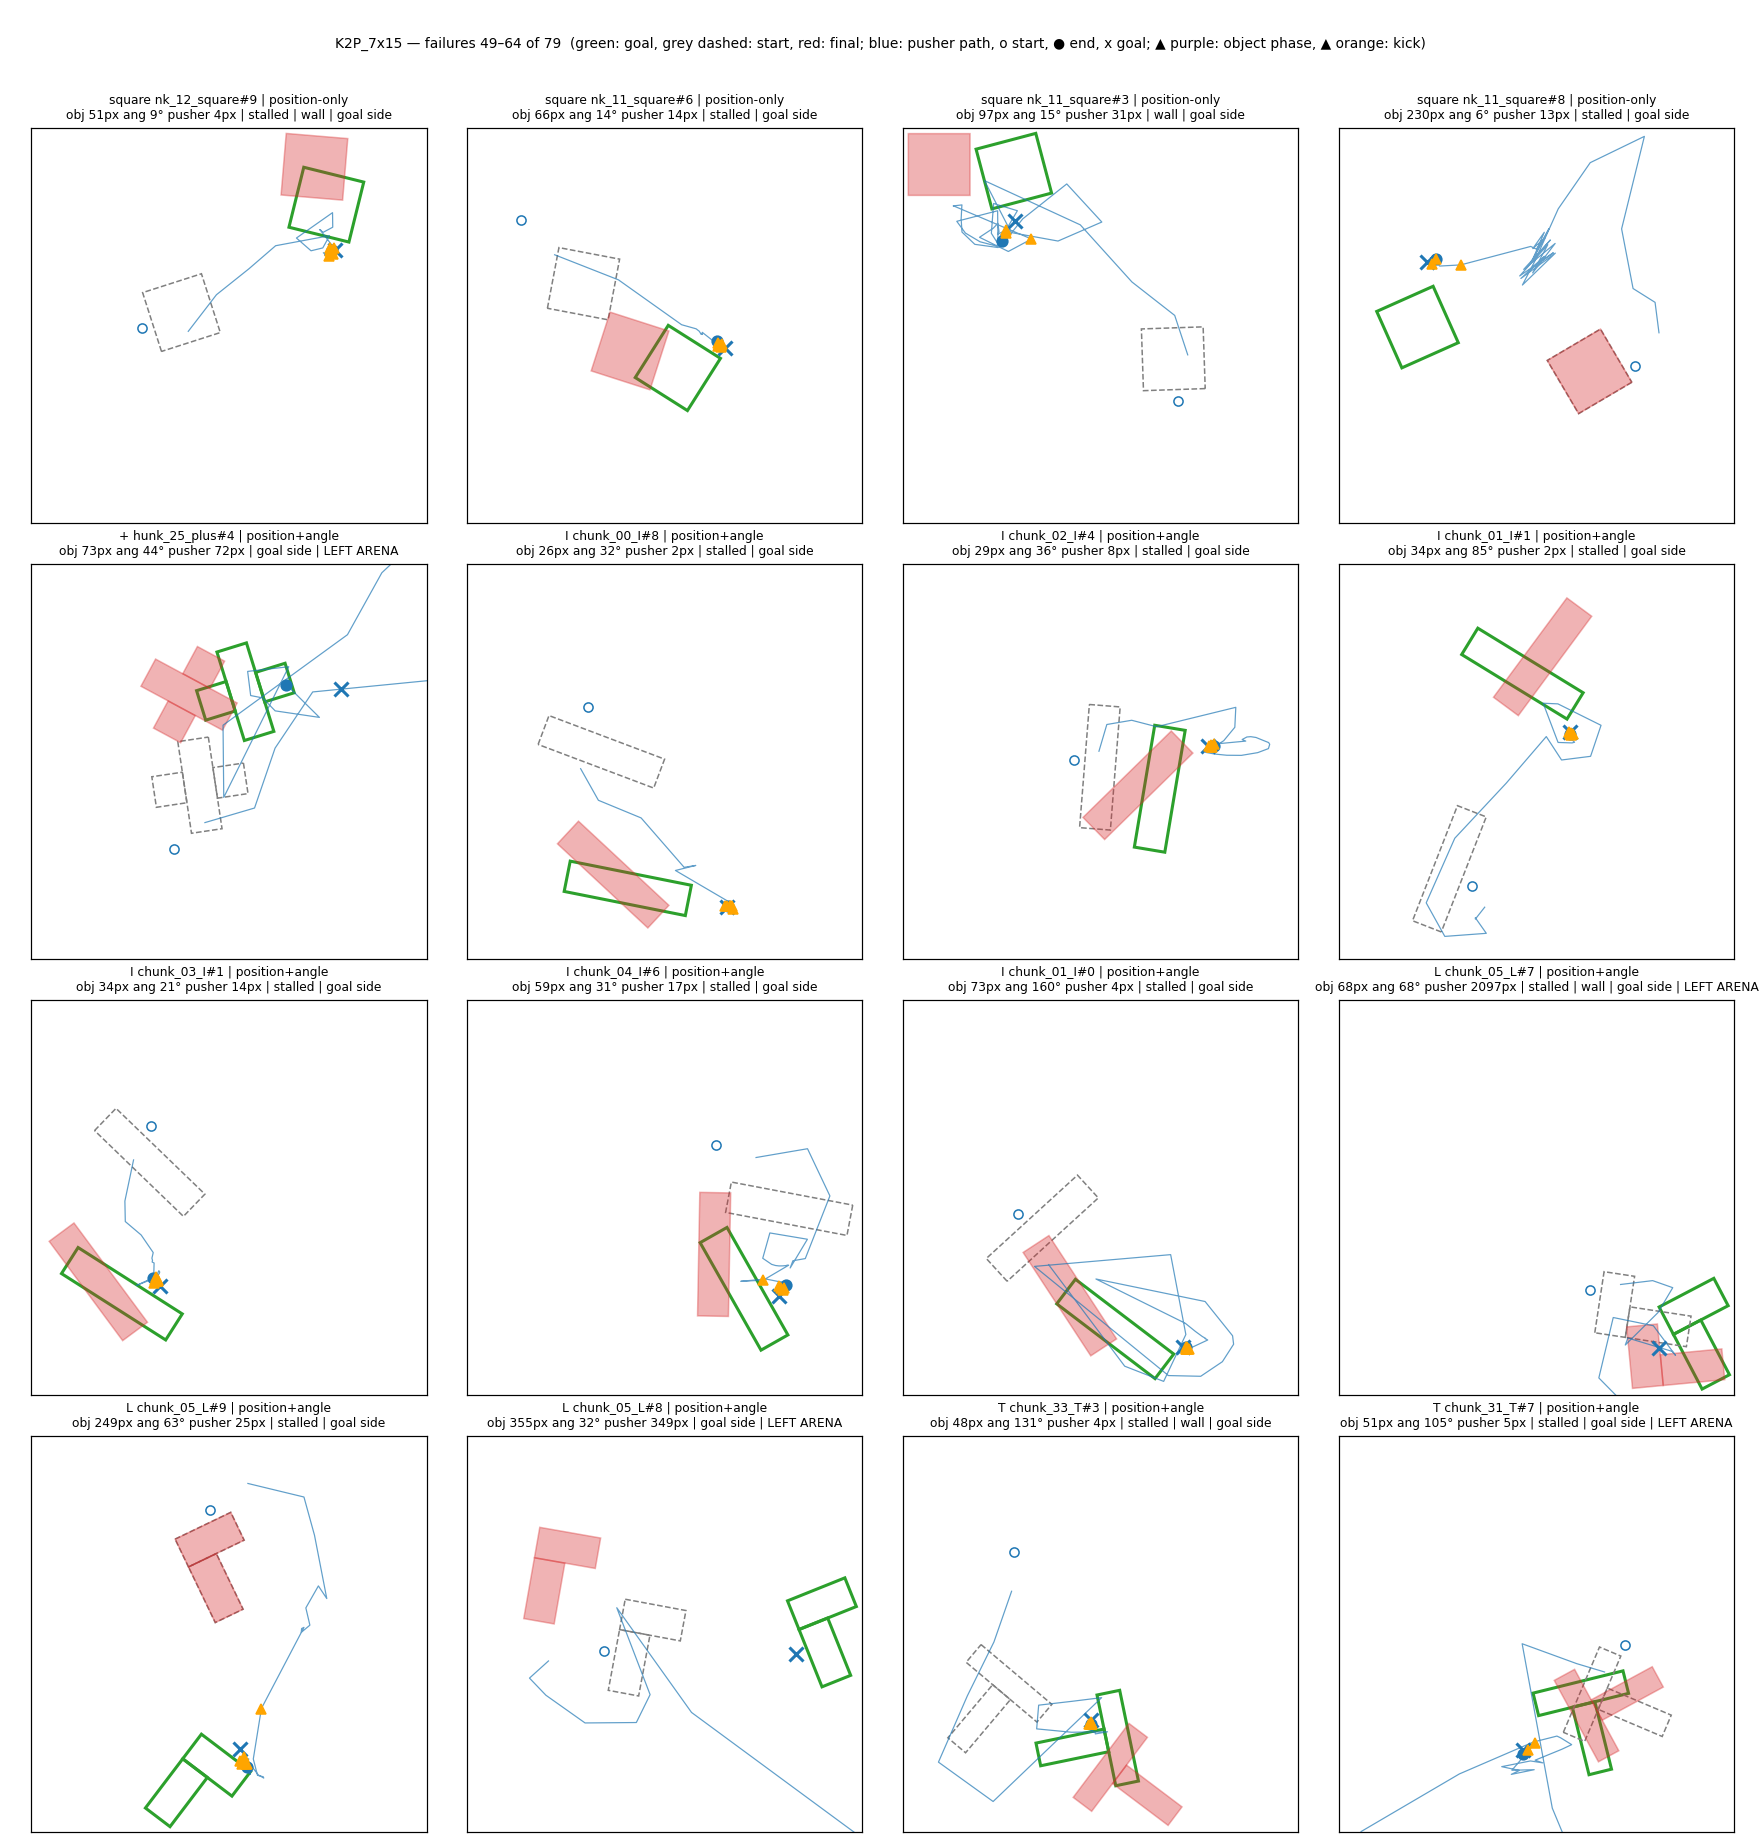 K2P_7x15 — failures 49–64 of 79  (green: goal, grey dashed: start, red: final; blue: pusher path, o start, ● end, x goal; ▲ purple: object phase, ▲ orange: kick)
square nk_12_square#9 | position-only
obj 51px ang 9° pusher 4px | stalled | wall | goal side
square nk_11_square#6 | position-only
obj 66px ang 14° pusher 14px | stalled | goal side
square nk_11_square#3 | position-only
obj 97px ang 15° pusher 31px | wall | goal side
square nk_11_square#8 | position-only
obj 230px ang 6° pusher 13px | stalled | goal side
+ hunk_25_plus#4 | position+angle
obj 73px ang 44° pusher 72px | goal side | LEFT ARENA
I chunk_00_I#8 | position+angle
obj 26px ang 32° pusher 2px | stalled | goal side
I chunk_02_I#4 | position+angle
obj 29px ang 36° pusher 8px | stalled | goal side
I chunk_01_I#1 | position+angle
obj 34px ang 85° pusher 2px | stalled | goal side
I chunk_03_I#1 | position+angle
obj 34px ang 21° pusher 14px | stalled | goal side
I chunk_04_I#6 | position+angle
obj 59px ang 31° pusher 17px | stalled | goal side
I chunk_01_I#0 | position+angle
obj 73px ang 160° pusher 4px | stalled | goal side
L chunk_05_L#7 | position+angle
obj 68px ang 68° pusher 2097px | stalled | wall | goal side | LEFT ARENA
L chunk_05_L#9 | position+angle
obj 249px ang 63° pusher 25px | stalled | goal side
L chunk_05_L#8 | position+angle
obj 355px ang 32° pusher 349px | goal side | LEFT ARENA
T chunk_33_T#3 | position+angle
obj 48px ang 131° pusher 4px | stalled | wall | goal side
T chunk_31_T#7 | position+angle
obj 51px ang 105° pusher 5px | stalled | goal side | LEFT ARENA